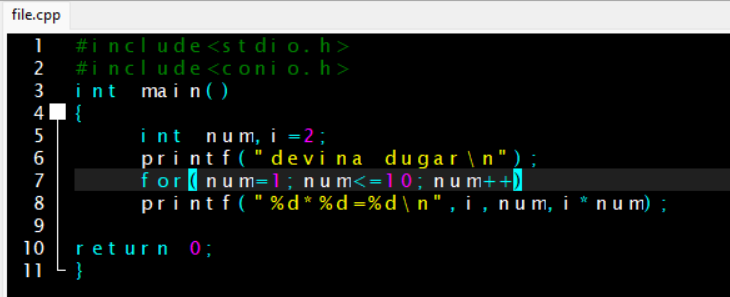 file.cpp
1 #include<stdio.h>
2 #include<conio.h>
3 int main()
4 {
5 int num,i=2;
6 printf("devina dugar\n");
7 for(num=1;num<=10;num++)
8 printf("%d*%d=%d\n",i,num,i*num);
9
10 return 0;
11 }